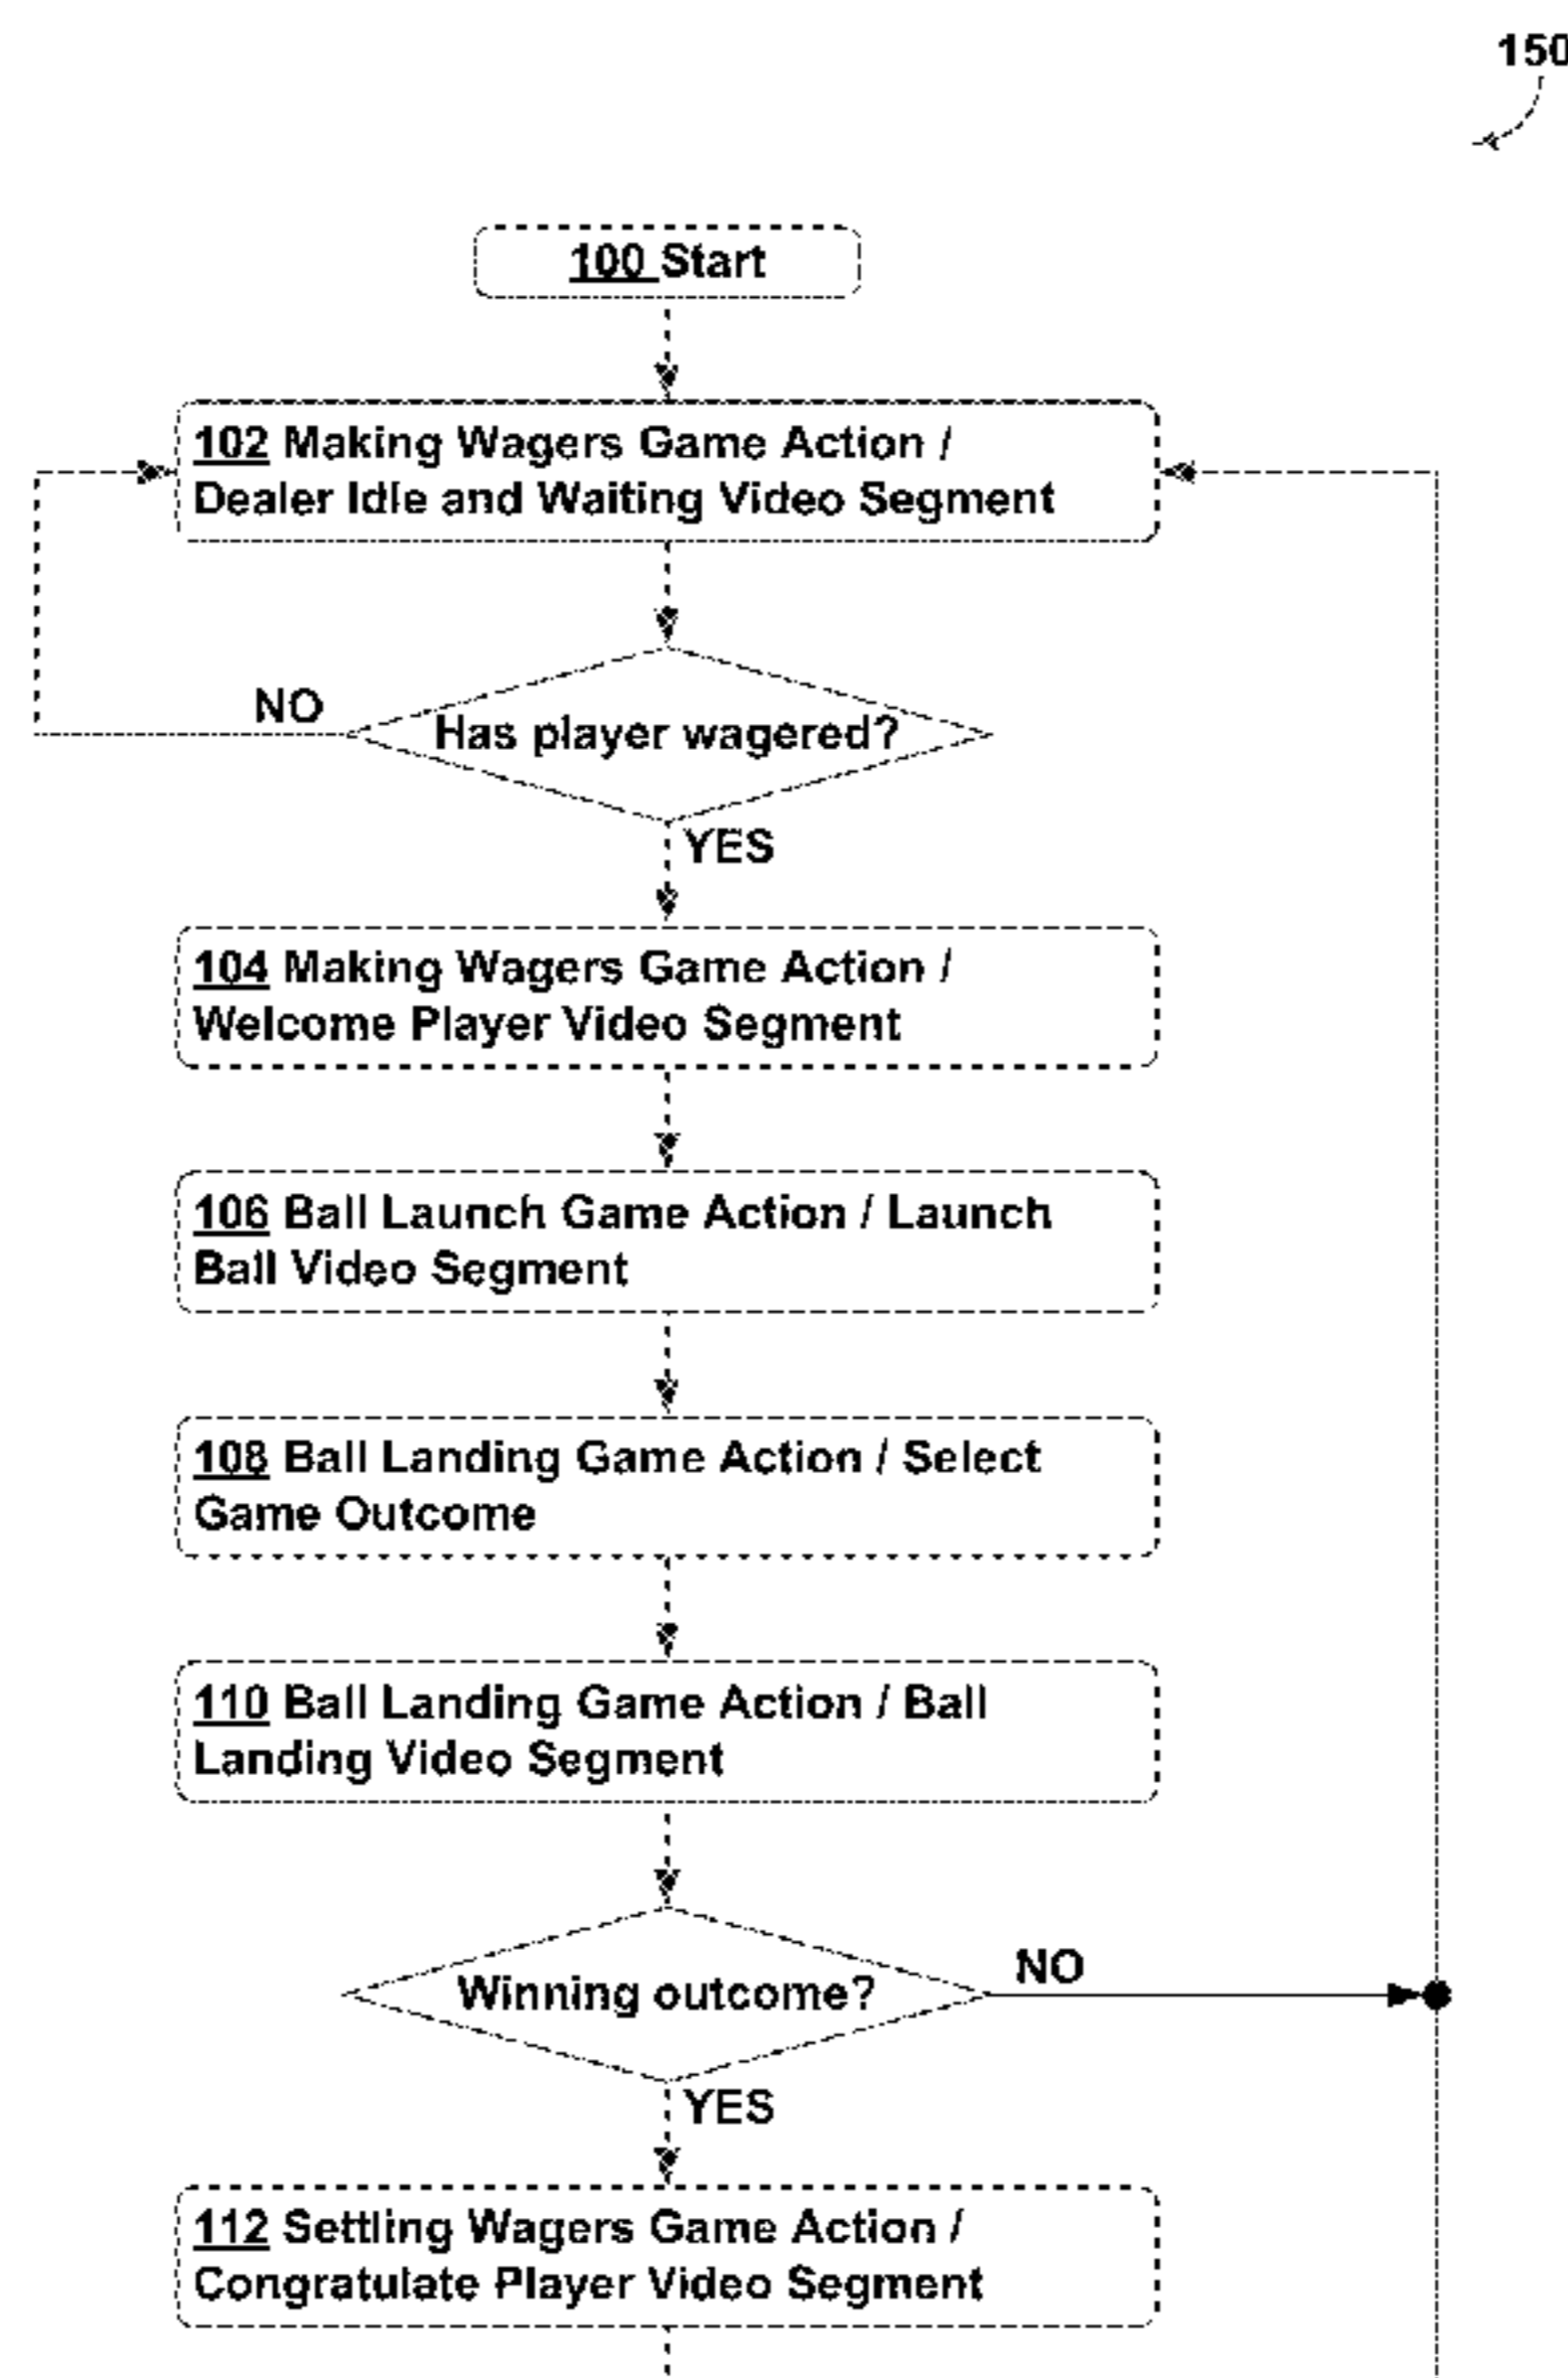 150
100 Start
102 Making Wagers Game Action /
Dealer Idle and Waiting Video Segment
NO
Has player wagered?
YES
104 Making Wagers Game Action /
Welcome Player Video Segment
106 Ball Launch Game Action / Launch
Ball Video Segment
108 Ball Landing Game Action / Select
Game Outcome
110 Ball Landing Game Action / Ball
Landing Video Segment
NO
Winning outcome?
YES
112 Settling Wagers Game Action /
Congratulate Player Video Segment